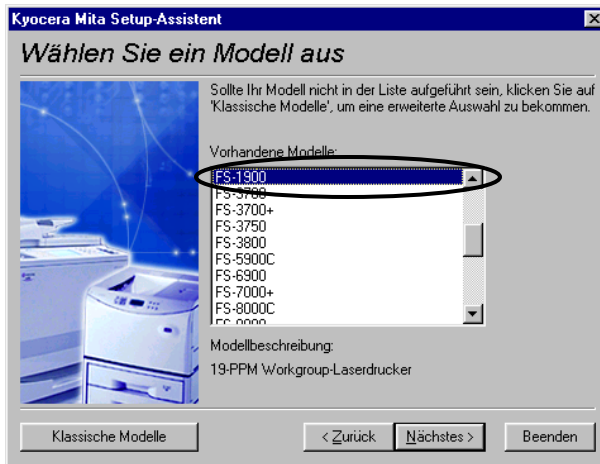 Kyocera Mita Setup-Assistent
Wählen Sie ein Modell aus
Sollte Ihr Modell nicht in der Liste aufgeführt sein, klicken Sie auf
'Klassische Modelle', um eine erweiterte Auswahl zu bekommen.
Vorhandene Modelle:
FS-1900
FS-3700
FS-3700+
FS-3750
FS-3800
FS-5900C
FS-6900
FS-7000+
FS-8000C
Modellbeschreibung:
19-PPM Workgroup-Laserdrucker
Klassische Modelle
< Zurück
Nächstes >
Beenden